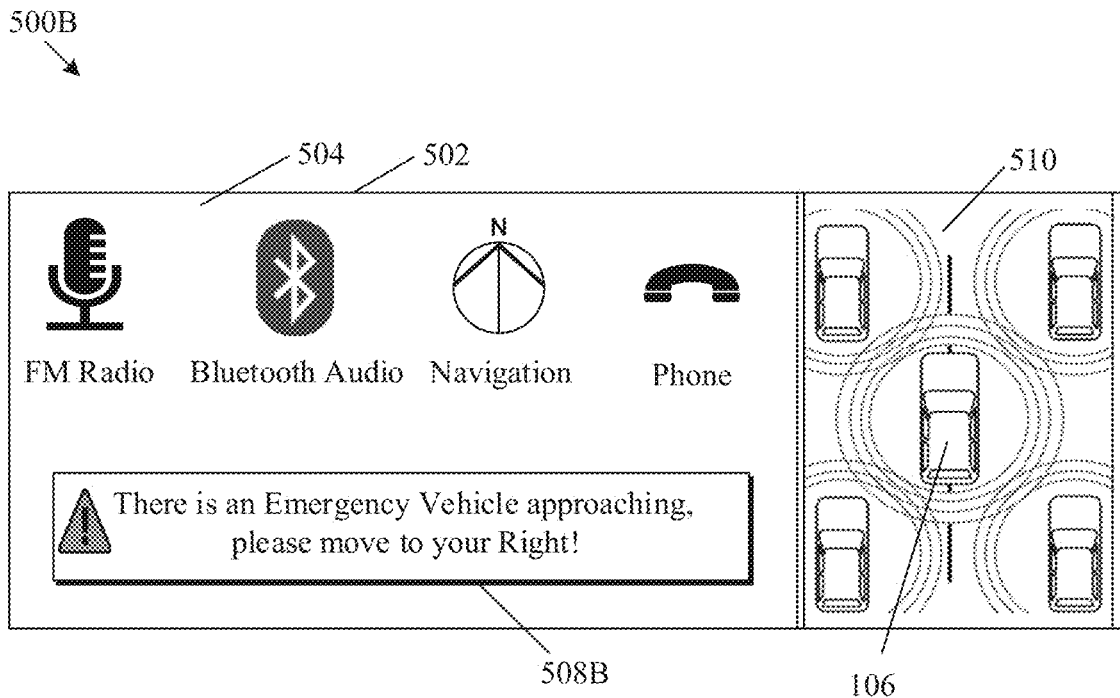 500B
504
502
510
N
FM Radio
Bluetooth Audio
Navigation
Phone
There is an Emergency Vehicle approaching,
please move to your Right!
508B
106